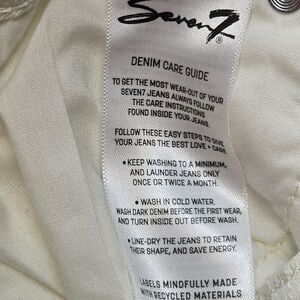 Seven7®
DENIM CARE GUIDE
TO GET THE MOST WEAR-OUT OF YOUR
SEVEN7 JEANS ALWAYS FOLLOW
THE CARE INSTRUCTIONS
FOUND INSIDE YOUR JEANS.
FOLLOW THESE EASY STEPS TO GIVE
YOUR JEANS THE BEST LOVE + CARE.
• KEEP WASHING TO A MINIMUM,
AND LAUNDER JEANS ONLY
ONCE OR TWICE A MONTH.
• WASH IN COLD WATER.
WASH DARK DENIM BEFORE THE FIRST WEAR,
AND TURN INSIDE OUT BEFORE WASH.
• LINE-DRY THE JEANS TO RETAIN
THEIR SHAPE, AND SAVE ENERGY.
LABELS MINDFULLY MADE
WITH RECYCLED MATERIALS